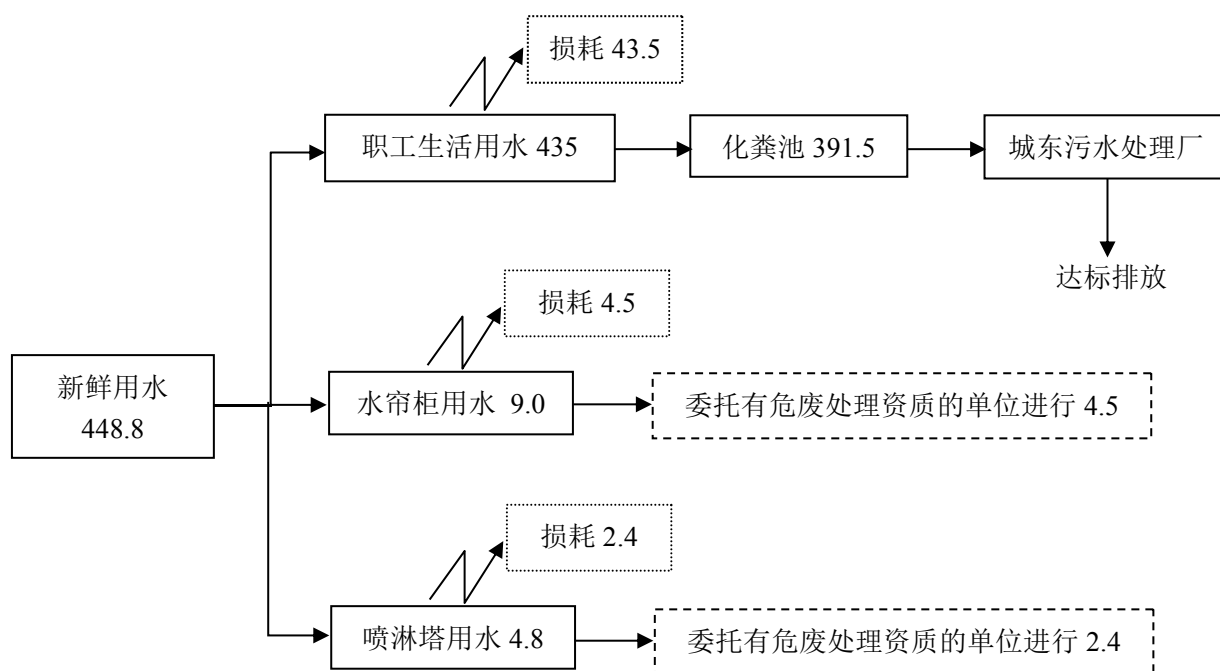 损耗 43.5
职工生活用水 435
化粪池 391.5
城东污水处理厂
达标排放
损耗 4.5
新鲜用水
448.8
水帘柜用水 9.0
委托有危废处理资质的单位进行 4.5
损耗 2.4
喷淋塔用水 4.8
委托有危废处理资质的单位进行 2.4